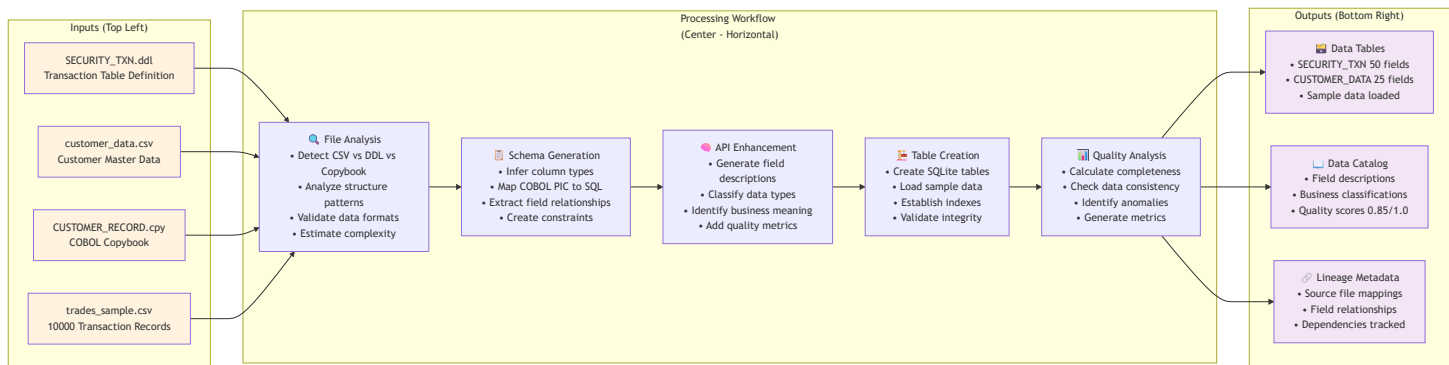 Inputs (Top Left)
SECURITY_TXN.ddl
Transaction Table Definition
customer_data.csv
Customer Master Data
CUSTOMER_RECORD.cpy
COBOL Copybook
trades_sample.csv
10000 Transaction Records
Processing Workflow
(Center - Horizontal)
🔍 File Analysis
• Detect CSV vs DDL vs
Copybook
• Analyze structure
patterns
• Validate data formats
• Estimate complexity
📋 Schema Generation
• Infer column types
• Map COBOL PIC to SQL
• Extract field relationships
• Create constraints
🧠 API Enhancement
• Generate field
descriptions
• Classify data types
• Identify business meaning
• Add quality metrics
🏗️ Table Creation
• Create SQLite tables
• Load sample data
• Establish indexes
• Validate integrity
📊 Quality Analysis
• Calculate completeness
• Check data consistency
• Identify anomalies
• Generate metrics
Outputs (Bottom Right)
🗃️ Data Tables
• SECURITY_TXN 50 fields
• CUSTOMER_DATA 25 fields
• Sample data loaded
📖 Data Catalog
• Field descriptions
• Business classifications
• Quality scores 0.85/1.0
🔗 Lineage Metadata
• Source file mappings
• Field relationships
• Dependencies tracked